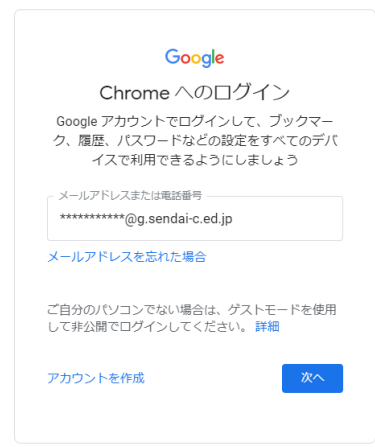 Google
Chrome へのログイン
Google アカウントでログインして、ブックマー
ク、履歴、パスワードなどの設定をすべてのデバ
イスで利用できるようにしましょう
メールアドレスまたは電話番号
***********@g.sendai-c.ed.jp
メールアドレスを忘れた場合
ご自分のパソコンでない場合は、ゲストモードを使用
して非公開でログインしてください。 詳細
アカウントを作成 次へ